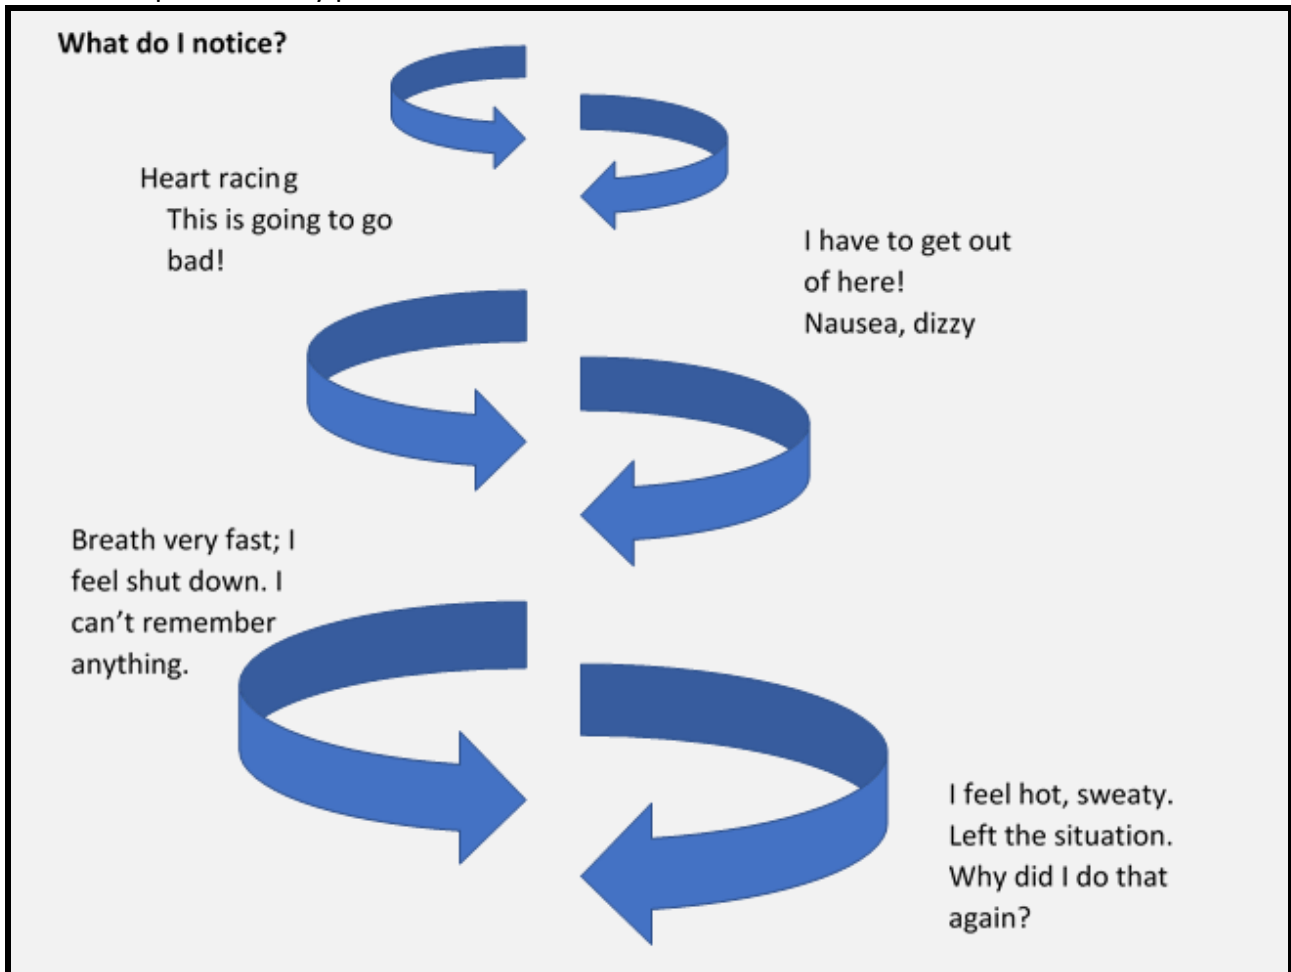 What do I notice?
Heart racing
This is going to go
bad!
I have to get out
of here!
Nausea, dizzy
Breath very fast; I
feel shut down. I
can't remember
anything.
I feel hot, sweaty.
Left the situation.
Why did I do that
again?